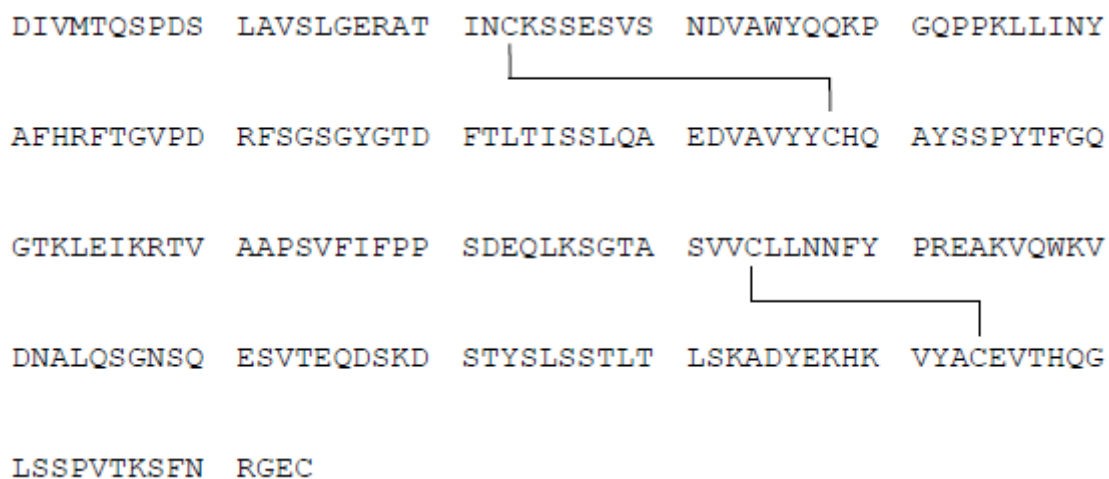 DIVMTQSPDS LAVSLGERAT INCKSSESVS NDVAWYQQKP GQPPKLLINY
AFHRFTGVPD RFSGSGYGTD FTLTISSLQA EDVAVYYCHQ AYSSPYTFGQ
GTKLEIKRTV AAPSVFIFPP SDEQLKSGTA SVVCLLNNFY PREAKVQWKV
DNALQSGNSQ ESVTEQDSKD STYSLSSTLT LSKADYEKHK VYACEVTHQG
LSSPVTKSFN RGEC